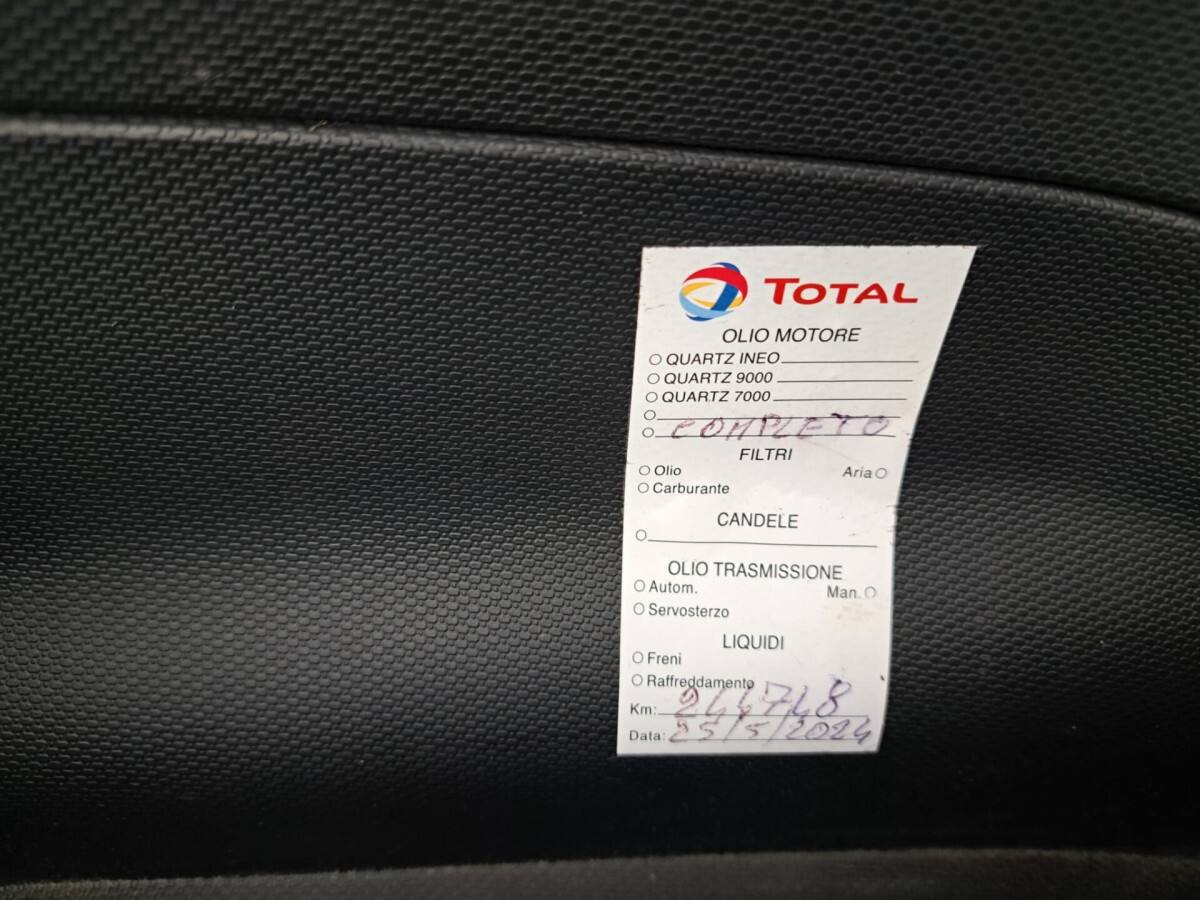 TOTAL
OLIO MOTORE
QUARTZ INEO
QUARTZ 9000
QUARTZ 7000
COMPLETO
FILTRI
Olio Aria
Carburante
CANDELE
OLIO TRASMISSIONE
Autom. Man.
Servosterzo
LIQUIDI
Freni
Raffreddamento
Km: 244748
Data: 25/5/2024